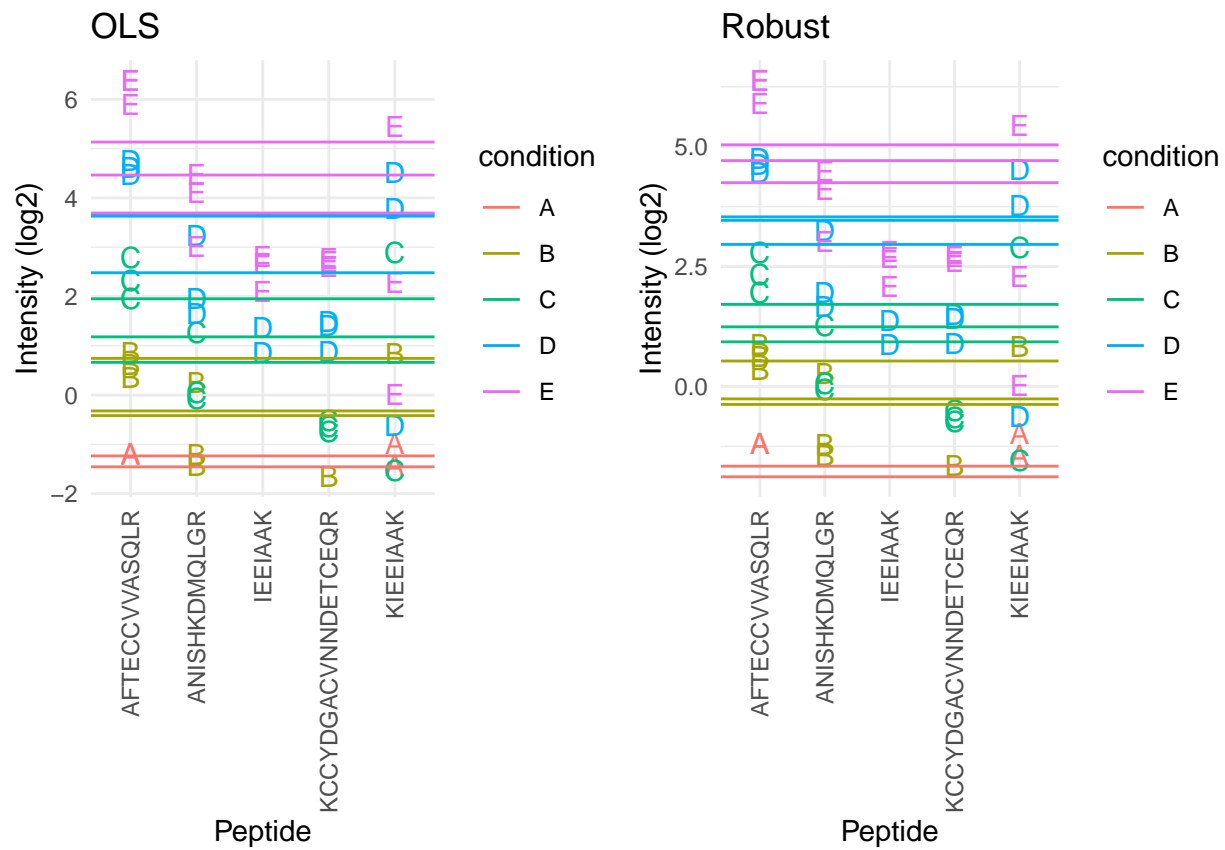 OLS
Intensity (log2)
6
4
2
0
−2
E
E
E
D
D
D
C
C
C
B
B
B
A
E
E
E
D
D
D
C
C
C
B
B
B
E
E
E
D
D
E
E
E
D
D
D
C
C
C
B
E
D
D
C
E
B
E
D
A
A
C
AFTECCVVASQLR
ANISHKDMQLGR
IEEIAAK
KCCYDGACVNNDETCEQR
KIEEIAAK
Peptide
condition
A
B
C
D
E
Robust
Intensity (log2)
5.0
2.5
0.0
E
E
E
D
D
D
C
C
C
B
B
B
A
E
E
E
D
D
D
C
C
C
B
B
B
E
E
E
D
D
E
E
E
D
D
D
C
C
C
B
E
D
D
C
E
B
E
D
A
A
C
AFTECCVVASQLR
ANISHKDMQLGR
IEEIAAK
KCCYDGACVNNDETCEQR
KIEEIAAK
Peptide
condition
A
B
C
D
E